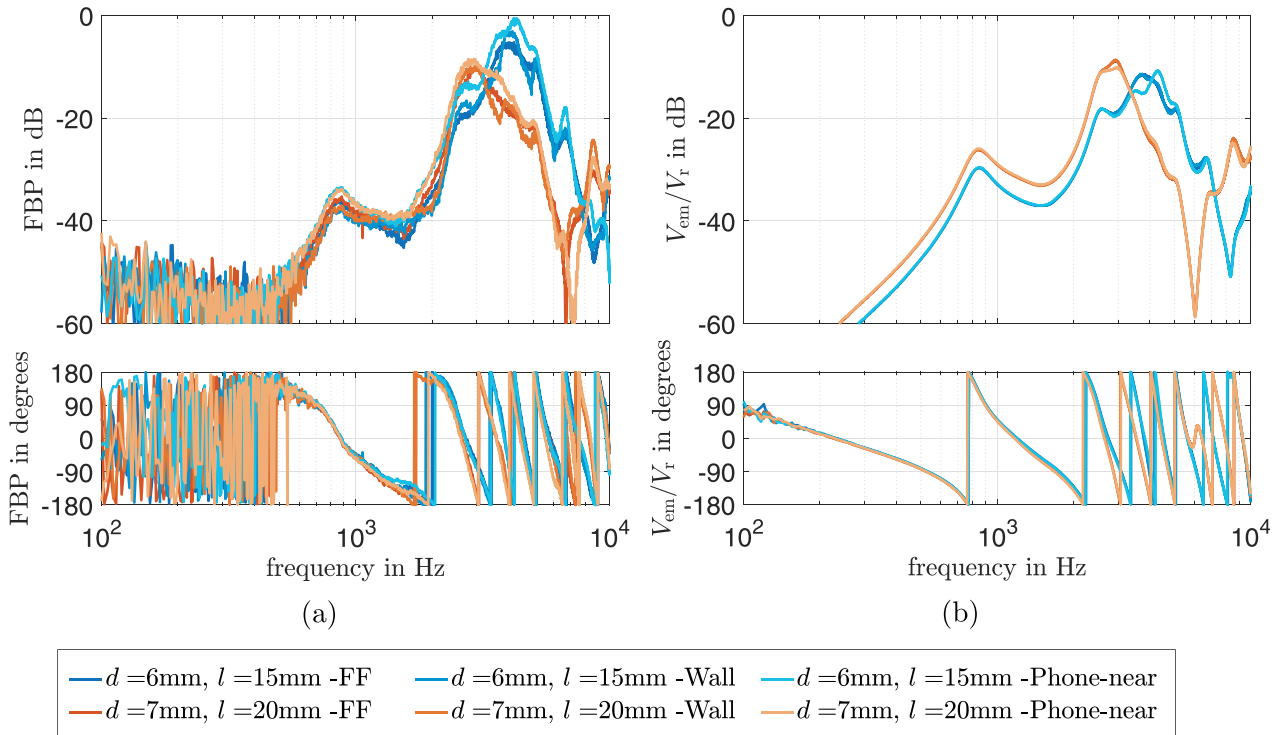 0
-20
-40
-60
FBP in dB
180
90
0
-90
-180
FBP in degrees
10^2
10^3
10^4
frequency in Hz
(a)
0
-20
-40
-60
V_em/V_r in dB
180
90
0
-90
-180
V_em/V_r in degrees
10^2
10^3
10^4
frequency in Hz
(b)
d =6mm, l =15mm -FF
d =6mm, l =15mm -Wall
d =6mm, l =15mm -Phone-near
d =7mm, l =20mm -FF
d =7mm, l =20mm -Wall
d =7mm, l =20mm -Phone-near